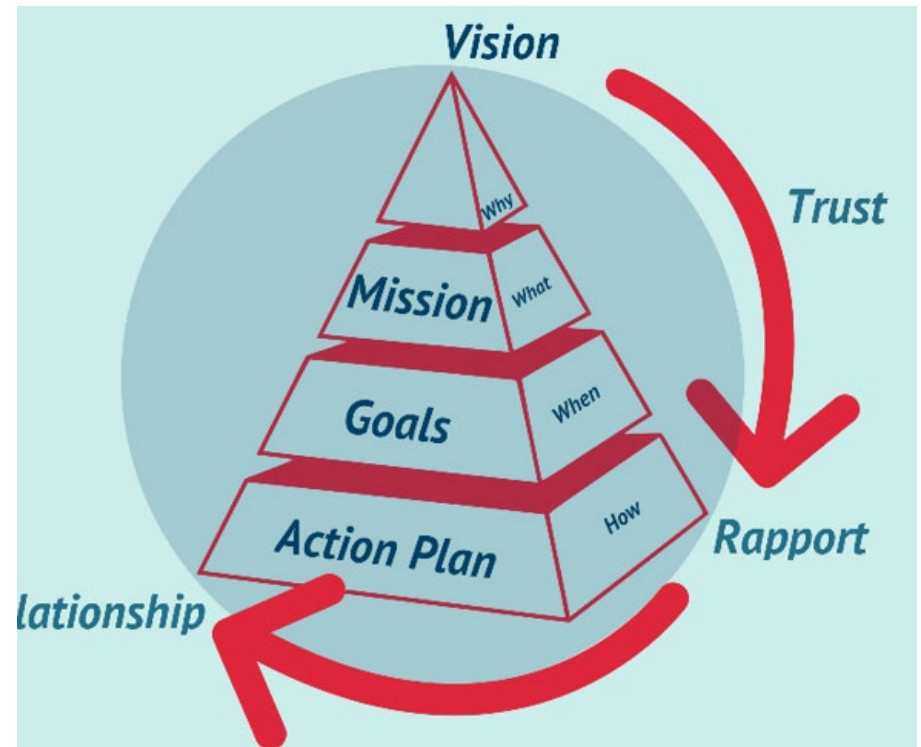 Vision
Why
Trust
Mission
What
Goals
When
Action Plan
How
Rapport
lationship